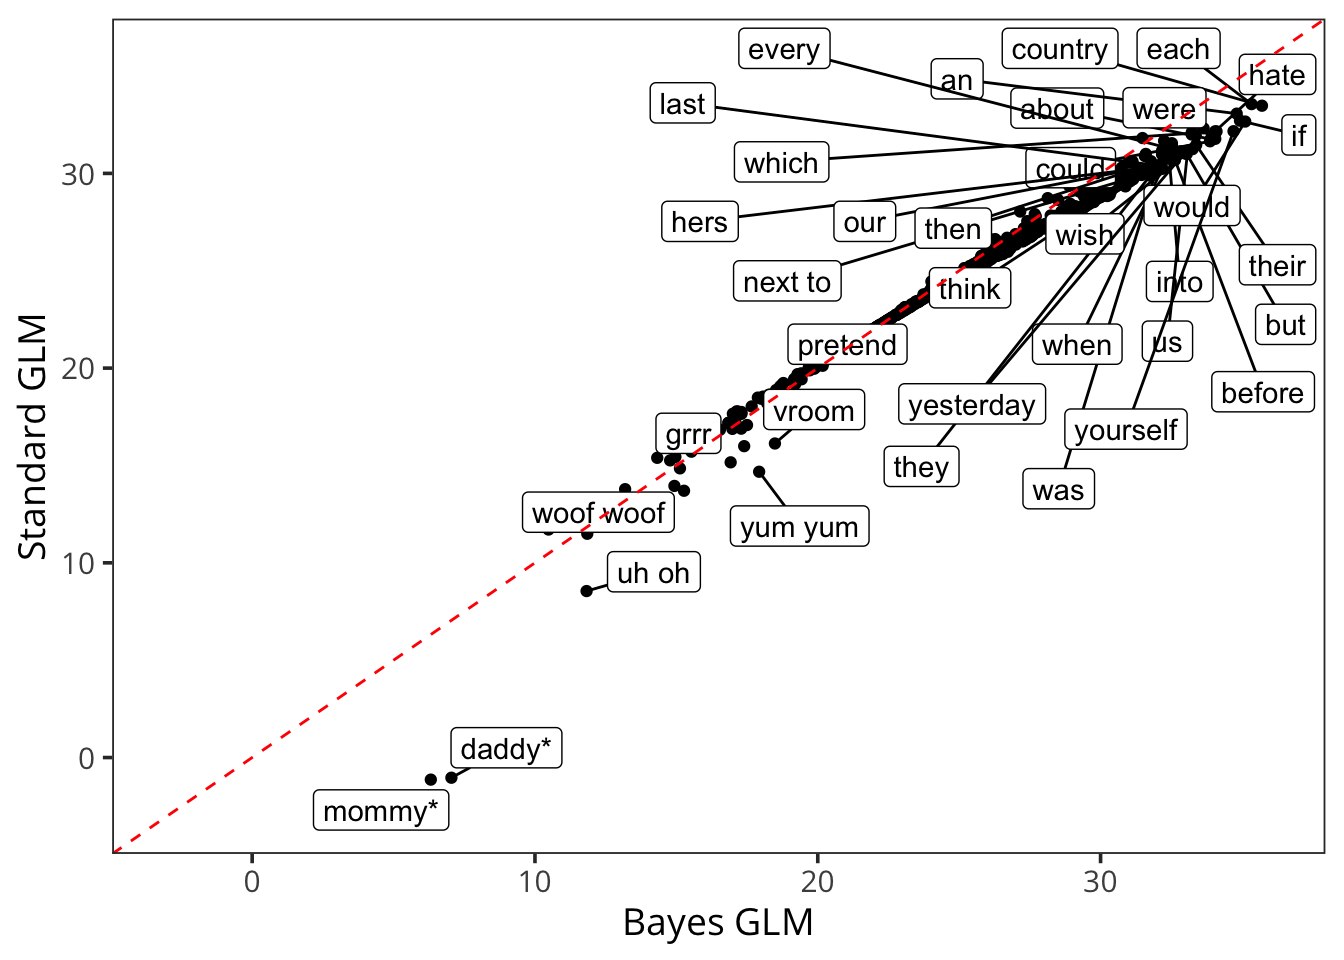 every
country
each
hate
an
last
about
were
if
which
could
hers
our
then
would
wish
their
next to
think
into
but
pretend
when
us
before
vroom
yesterday
grrr
yourself
they
was
woof woof
yum yum
uh oh
daddy*
mommy*
30
20
10
0
Standard GLM
0
10
20
30
Bayes GLM